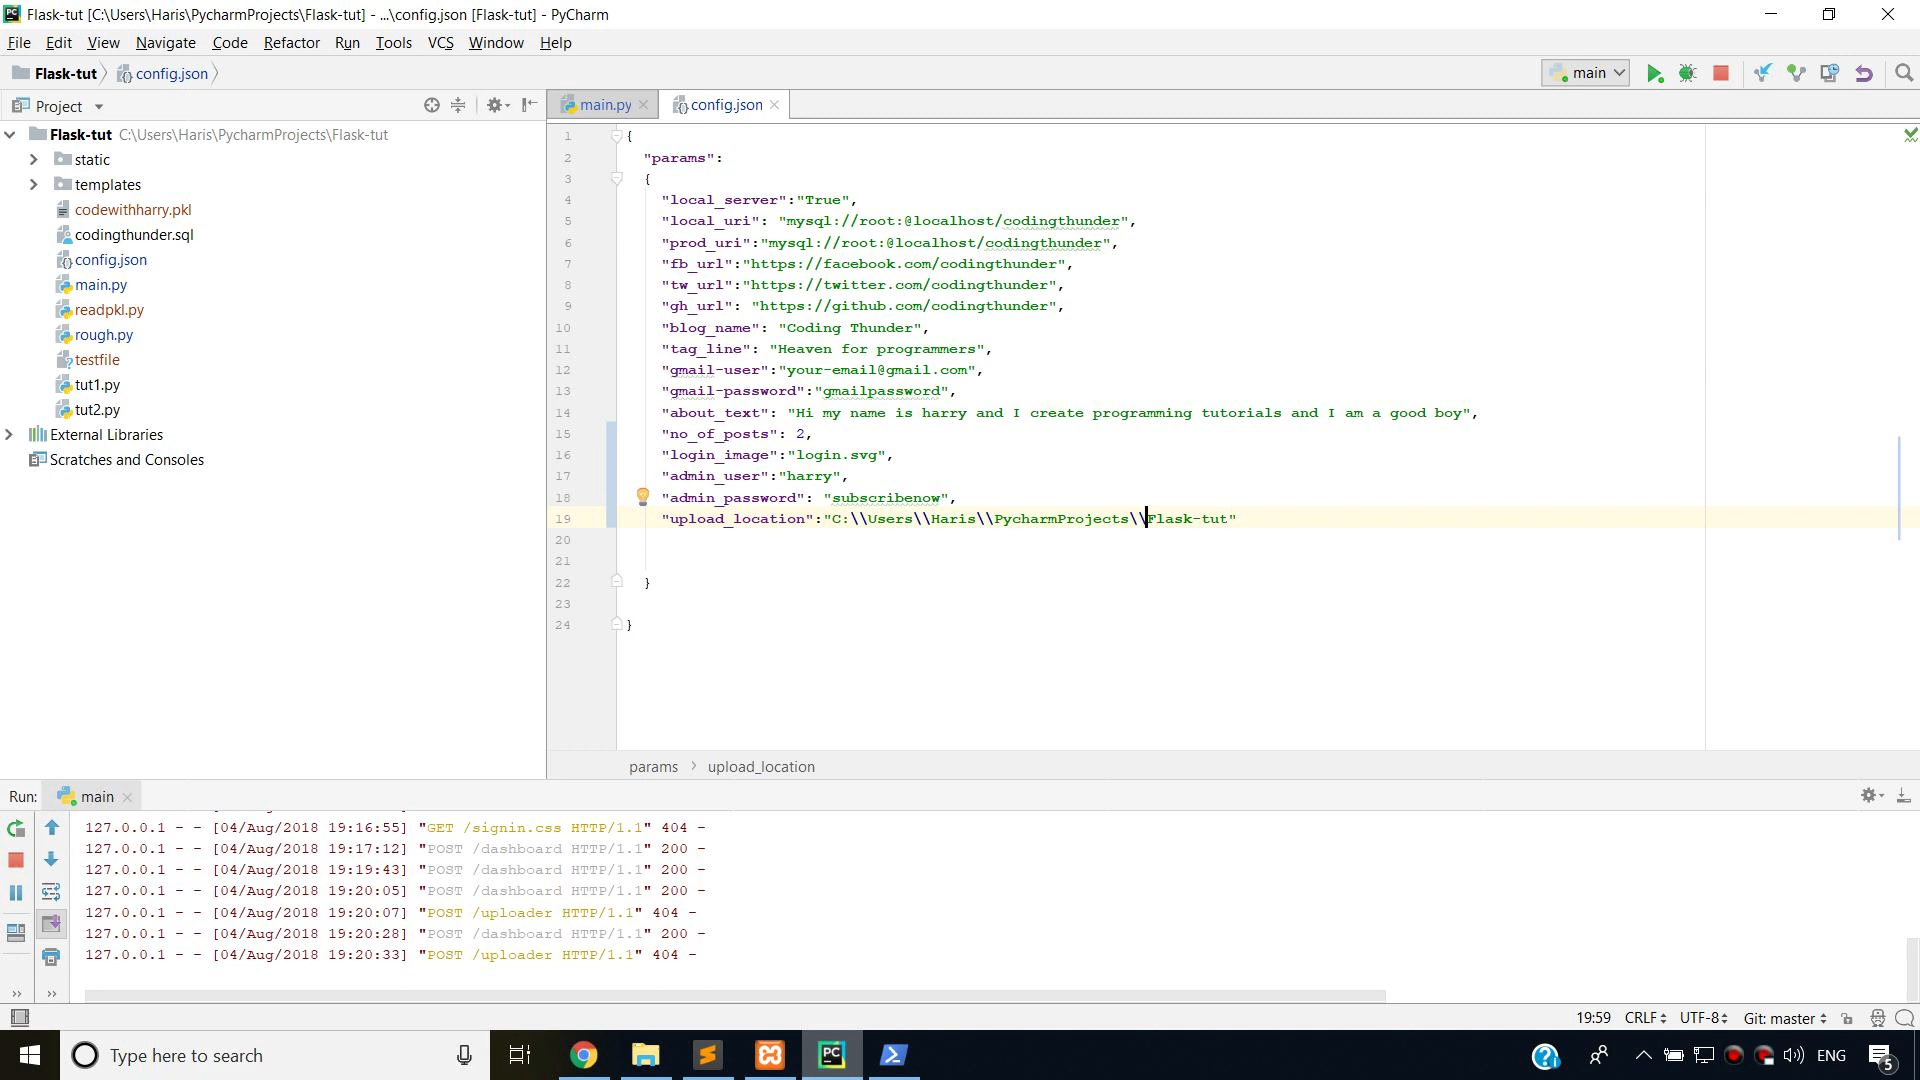 Flask-tut [C:\Users\Haris\PycharmProjects\Flask-tut] - ...\config.json [Flask-tut] - PyCharm
File Edit View Navigate Code Refactor Run Tools VCS Window Help
Flask-tut config.json main
Project
main.py config.json
Flask-tut C:\Users\Haris\PycharmProjects\Flask-tut
static
templates
codewithharry.pkl
codingthunder.sql
config.json
main.py
readpkl.py
rough.py
testfile
tut1.py
tut2.py
External Libraries
Scratches and Consoles
1 {
2 "params":
3 {
4 "local_server":"True",
5 "local_uri": "mysql://root:@localhost/codingthunder",
6 "prod_uri":"mysql://root:@localhost/codingthunder",
7 "fb_url":"https://facebook.com/codingthunder",
8 "tw_url":"https://twitter.com/codingthunder",
9 "gh_url": "https://github.com/codingthunder",
10 "blog_name": "Coding Thunder",
11 "tag_line": "Heaven for programmers",
12 "gmail-user":"your-email@gmail.com",
13 "gmail-password":"gmailpassword",
14 "about_text": "Hi my name is harry and I create programming tutorials and I am a good boy",
15 "no_of_posts": 2,
16 "login_image":"login.svg",
17 "admin_user":"harry",
18 "admin_password": "subscribenow",
19 "upload_location":"C:\\Users\\Haris\\PycharmProjects\\Flask-tut"
20
21
22 }
23
24 }
params > upload_location
Run: main
127.0.0.1 - - [04/Aug/2018 19:16:55] "GET /signin.css HTTP/1.1" 404 -
127.0.0.1 - - [04/Aug/2018 19:17:12] "POST /dashboard HTTP/1.1" 200 -
127.0.0.1 - - [04/Aug/2018 19:19:43] "POST /dashboard HTTP/1.1" 200 -
127.0.0.1 - - [04/Aug/2018 19:20:05] "POST /dashboard HTTP/1.1" 200 -
127.0.0.1 - - [04/Aug/2018 19:20:07] "POST /uploader HTTP/1.1" 404 -
127.0.0.1 - - [04/Aug/2018 19:20:28] "POST /dashboard HTTP/1.1" 200 -
127.0.0.1 - - [04/Aug/2018 19:20:33] "POST /uploader HTTP/1.1" 404 -
19:59 CRLF UTF-8 Git: master
Type here to search ENG 5